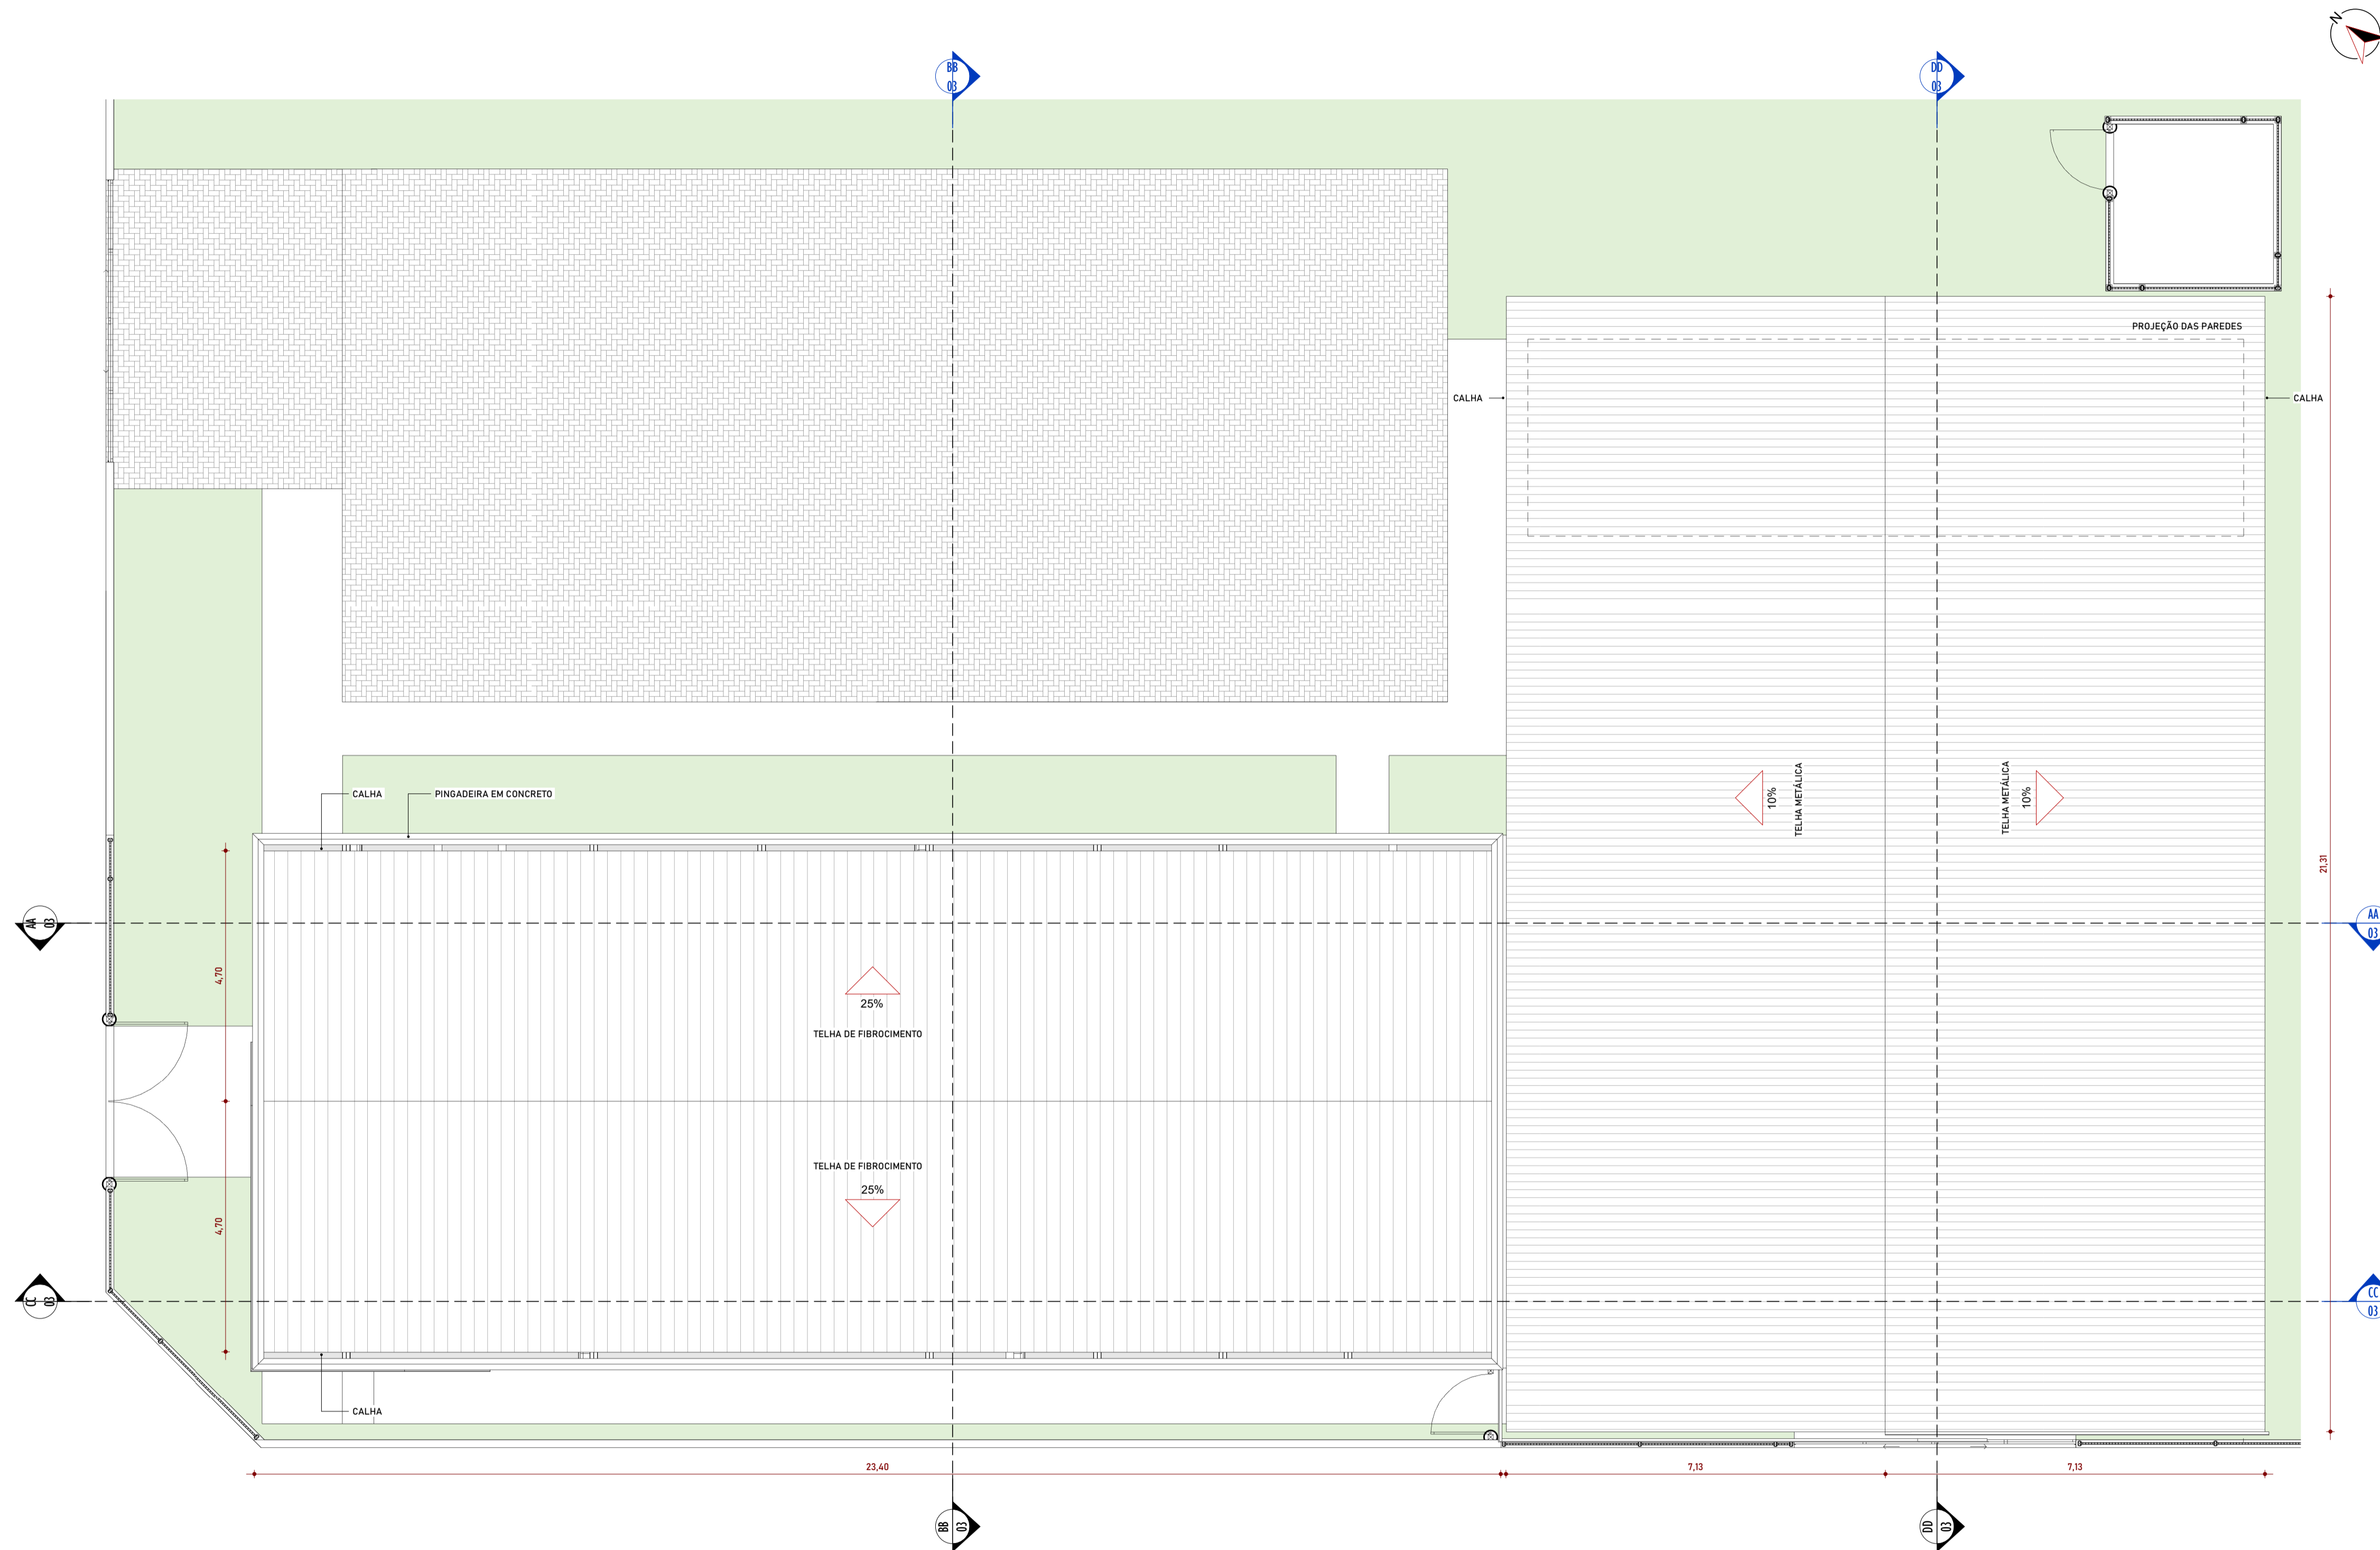 N
BB
03
DD
03
PROJEÇÃO DAS PAREDES
CALHA
CALHA
CALHA
PINGADEIRA EM CONCRETO
10%
TELHA METÁLICA
TELHA METÁLICA
10%
21,31
AA
03
AA
03
4,70
25%
TELHA DE FIBROCIMENTO
TELHA DE FIBROCIMENTO
25%
4,70
CC
03
CC
03
CALHA
23,40
7,13
7,13
BB
03
DD
03